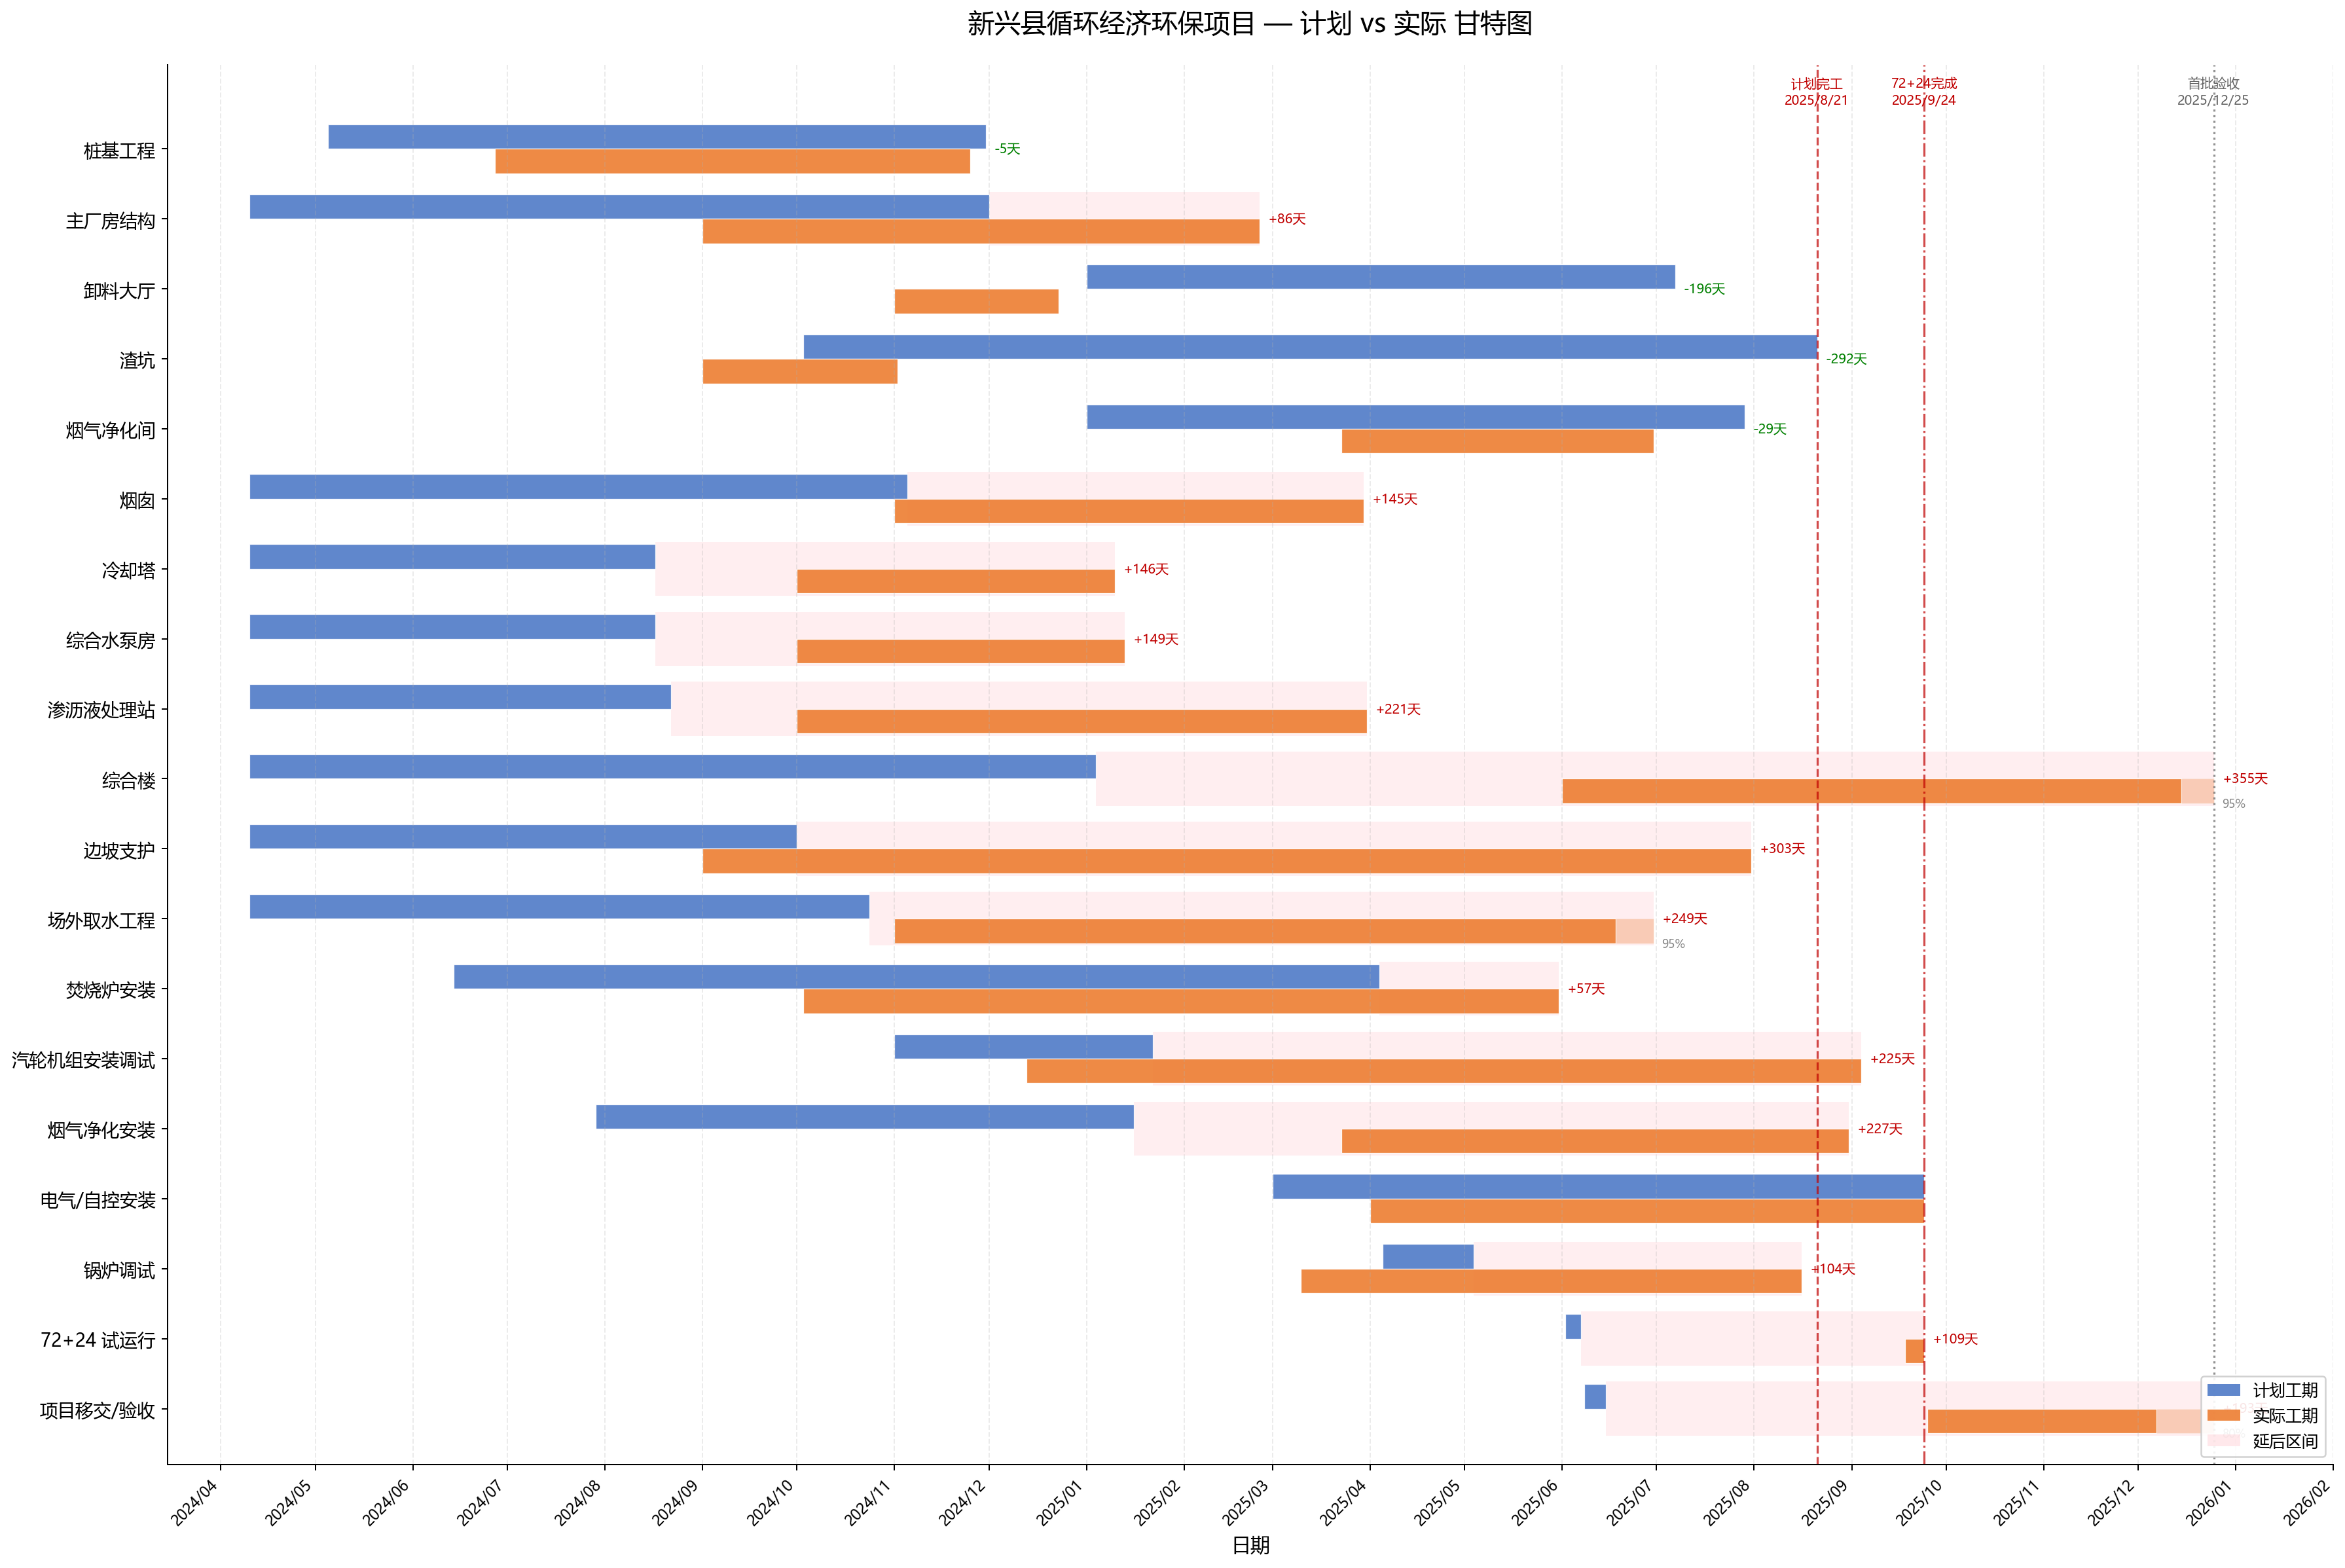 新兴县循环经济环保项目 — 计划 vs 实际 甘特图
计划完工
2025/8/21
72+24完成
2025/9/24
首批验收
2025/12/25
桩基工程
-5天
主厂房结构
+86天
卸料大厅
-196天
渣坑
-292天
烟气净化间
-29天
烟囱
+145天
冷却塔
+146天
综合水泵房
+149天
渗沥液处理站
+221天
综合楼
+355天
95%
边坡支护
+303天
场外取水工程
+249天
95%
焚烧炉安装
+57天
汽轮机组安装调试
+225天
烟气净化安装
+227天
电气/自控安装
锅炉调试
+104天
72+24 试运行
+109天
项目移交/验收
计划工期
实际工期
延后区间
2024/04
2024/05
2024/06
2024/07
2024/08
2024/09
2024/10
2024/11
2024/12
2025/01
2025/02
2025/03
2025/04
2025/05
2025/06
2025/07
2025/08
2025/09
2025/10
2025/11
2025/12
2026/01
2026/02
日期